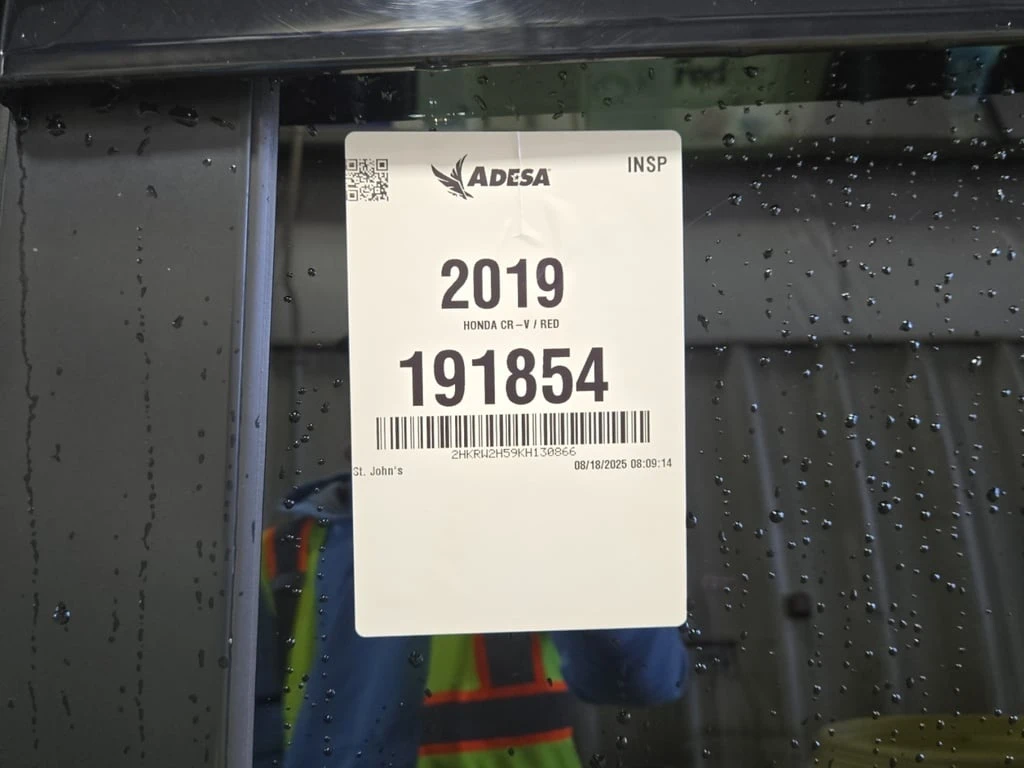 ADESA
INSP
2019
HONDA CR-V / RED
191854
2HKRW2H59KH130866
St. John's
08/18/2025 08:09:14